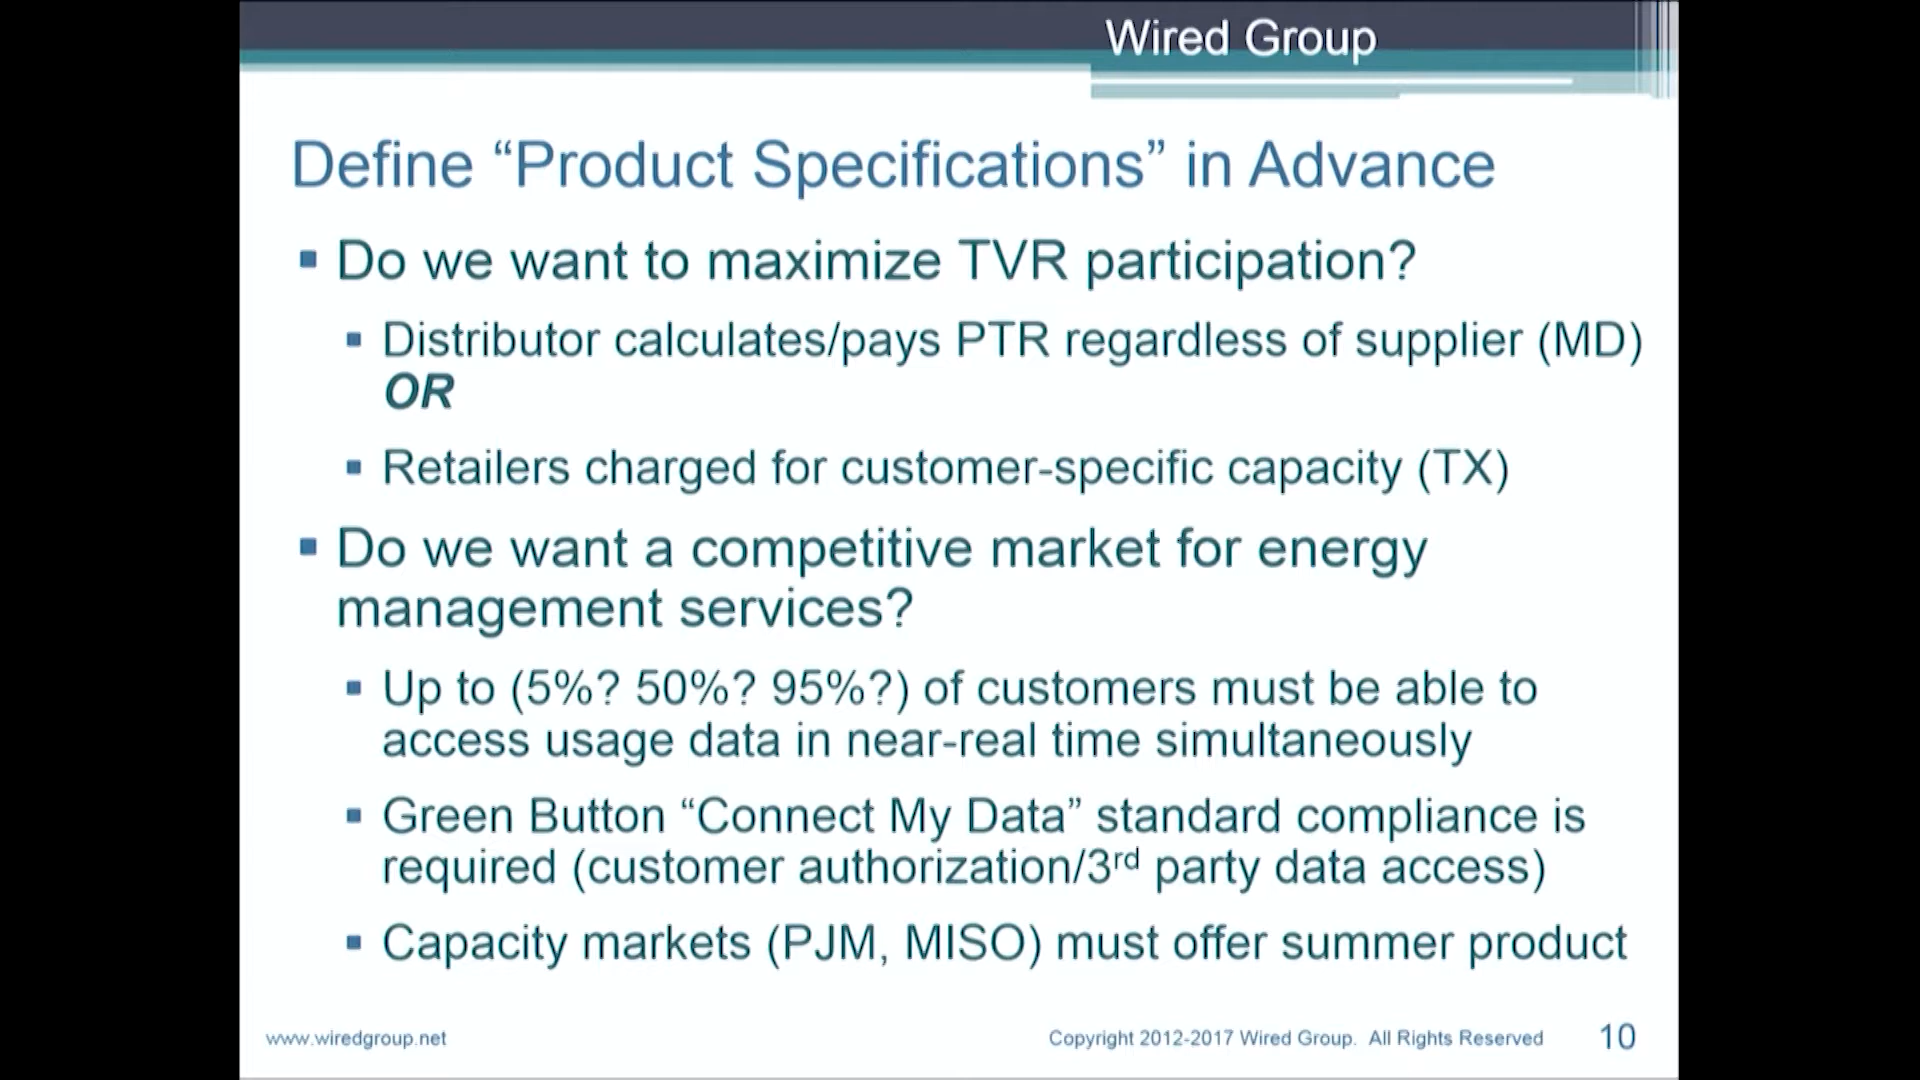 Wired Group
Define “Product Specifications” in Advance
▪ Do we want to maximize TVR participation?
▪ Distributor calculates/pays PTR regardless of supplier (MD)
OR
▪ Retailers charged for customer-specific capacity (TX)
▪ Do we want a competitive market for energy
management services?
▪ Up to (5%? 50%? 95%?) of customers must be able to
access usage data in near-real time simultaneously
▪ Green Button “Connect My Data” standard compliance is
required (customer authorization/3rd party data access)
▪ Capacity markets (PJM, MISO) must offer summer product
www.wiredgroup.net
Copyright 2012-2017 Wired Group. All Rights Reserved
10